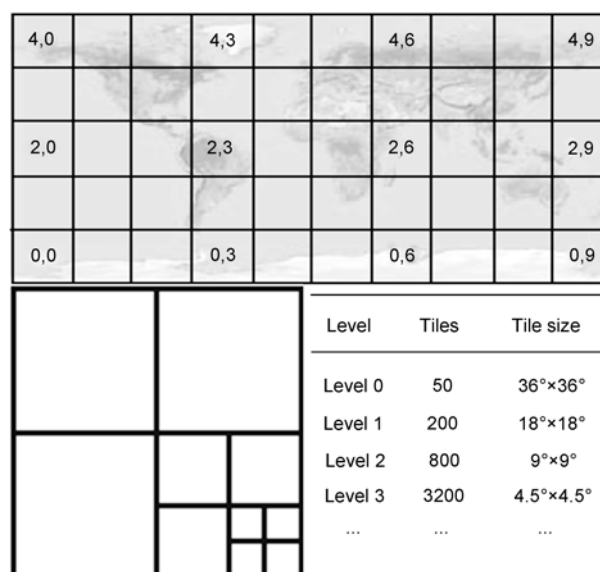 4,0 4,3 4,6 4,9
2,0 2,3 2,6 2,9
0,0 0,3 0,6 0,9
Level Tiles Tile size
Level 0 50 36°×36°
Level 1 200 18°×18°
Level 2 800 9°×9°
Level 3 3200 4.5°×4.5°
... ... ...